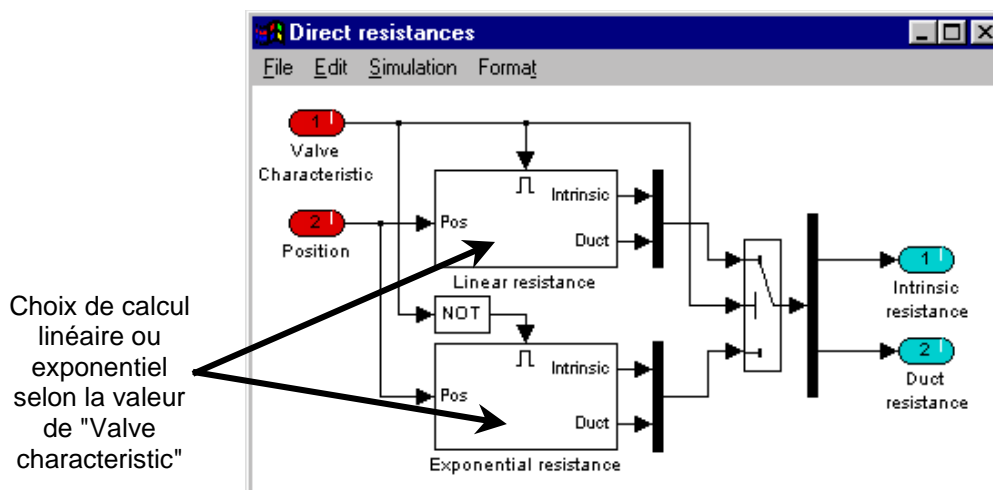 Direct resistances
File Edit Simulation Format
1
Valve
Characteristic
2
Position
Pos
Intrinsic
Duct
Linear resistance
NOT
Pos
Intrinsic
Duct
Exponential resistance
1
Intrinsic
resistance
2
Duct
resistance
Choix de calcul
linéaire ou
exponentiel
selon la valeur
de "Valve
characteristic"